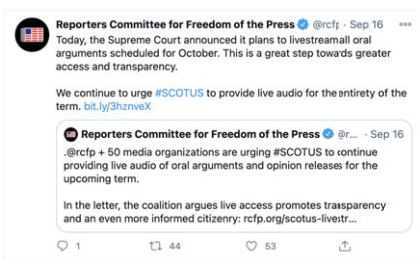 Reporters Committee for Freedom of the Press @rcfp · Sep 16
Today, the Supreme Court announced it plans to livestreamall oral
arguments scheduled for October. This is a great step towards greater
access and transparency.
We continue to urge #SCOTUS to provide live audio for the entirety of the
term. bit.ly/3hznveX
Reporters Committee for Freedom of the Press @r... · Sep 16
.@rcfp + 50 media organizations are urging #SCOTUS to continue
providing live audio of oral arguments and opinion releases for the
upcoming term.
In the letter, the coalition argues live access promotes transparency
and an even more informed citizenry: rcfp.org/scotus-livestr...
1 44 53